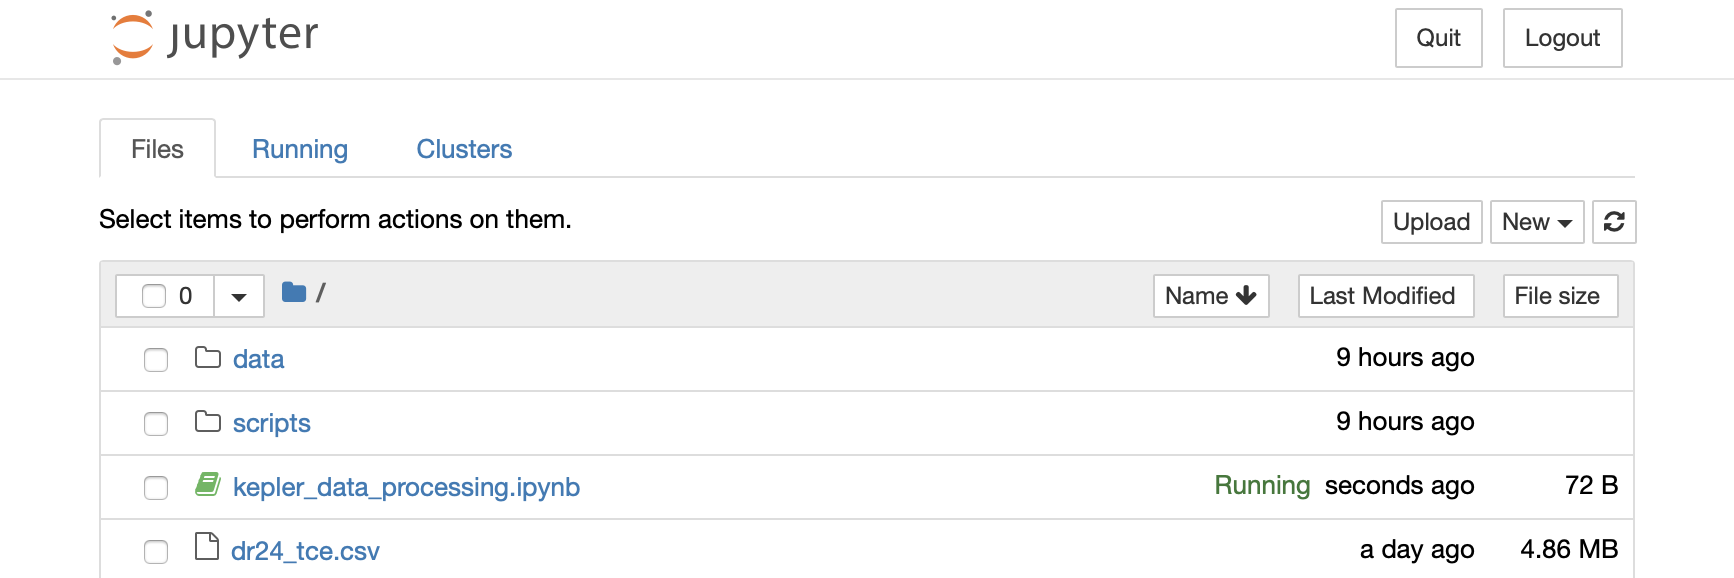 jupyter Quit Logout
Files Running Clusters
Select items to perform actions on them. Upload New
0 / Name Last Modified File size
data 9 hours ago
scripts 9 hours ago
kepler_data_processing.ipynb Running seconds ago 72 B
dr24_tce.csv a day ago 4.86 MB